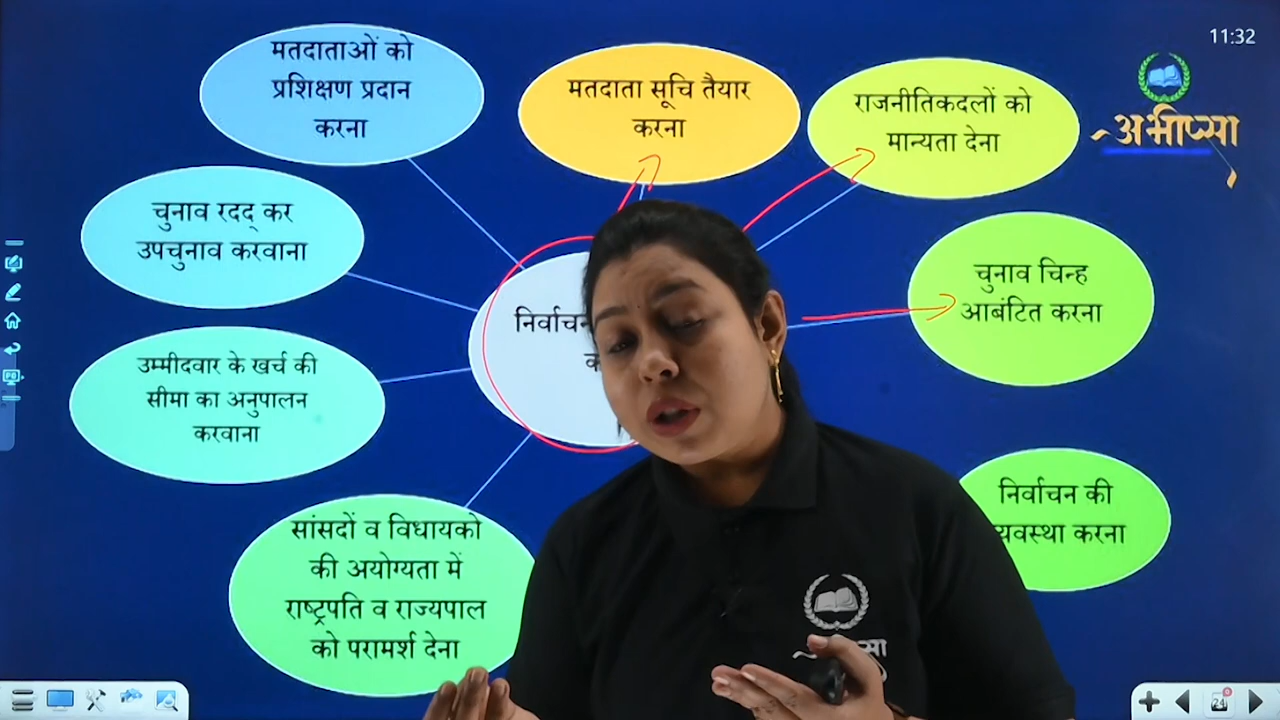 11:32
मतदाताओं को
प्रशिक्षण प्रदान
करना
मतदाता सूचि तैयार
करना
राजनीतिकदलों को
मान्यता देना
अभीप्सा
चुनाव रदद् कर
उपचुनाव करवाना
चुनाव चिन्ह
आबंटित करना
उम्मीदवार के खर्च की
सीमा का अनुपालन
करवाना
सांसदों व विधायको
की अयोग्यता में
राष्ट्रपति व राज्यपाल
को परामर्श देना
निर्वाचन की
करना
24